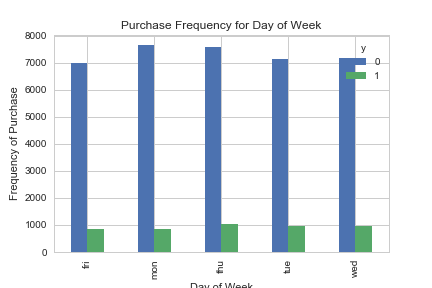 Purchase Frequency for Day of Week
Frequency of Purchase
8000
7000
6000
5000
4000
3000
2000
1000
0
y
0
1
fri
mon
thu
tue
wed
Day of Week